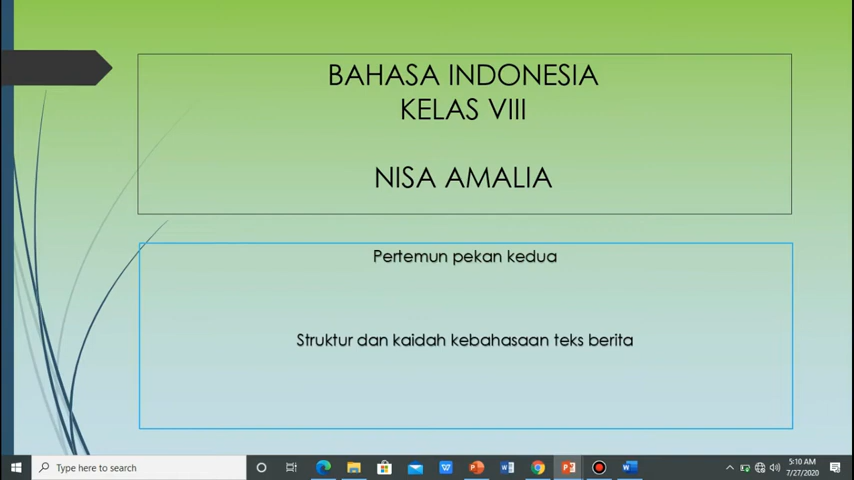 BAHASA INDONESIA
KELAS VIII
NISA AMALIA
Pertemun pekan kedua
Struktur dan kaidah kebahasaan teks berita
Type here to search
5:10 AM
7/27/2020